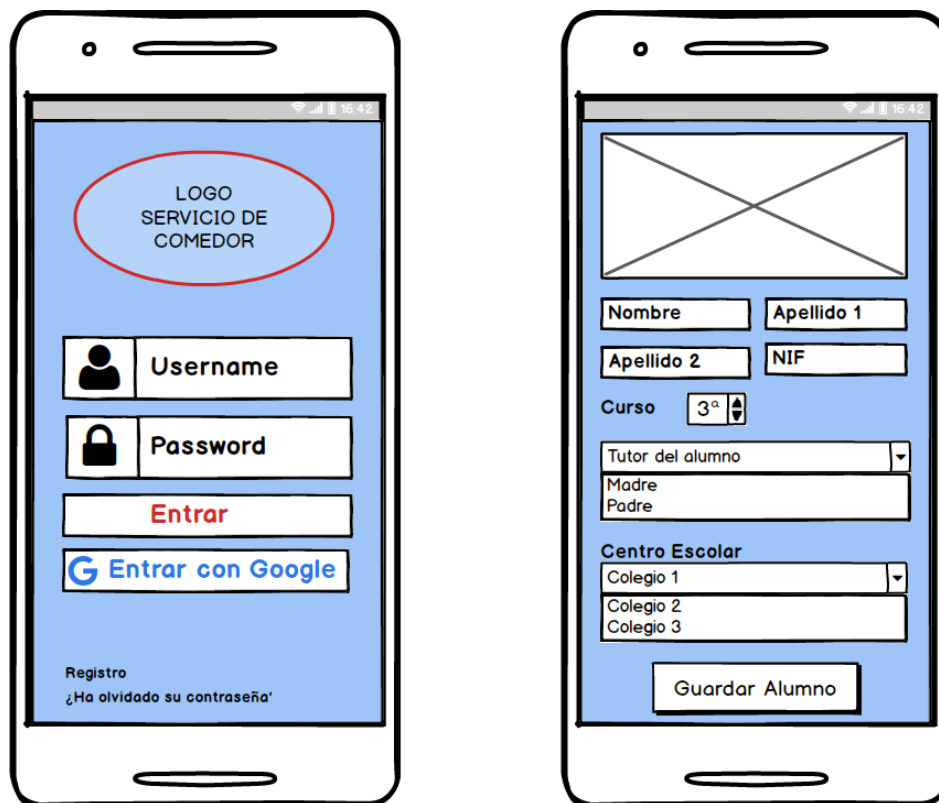 16:42
LOGO
SERVICIO DE
COMEDOR
Username
Password
Entrar
G Entrar con Google
Registro
¿Ha olvidado su contraseña'
16:42
Nombre
Apellido 1
Apellido 2
NIF
Curso
3ª
Tutor del alumno
Madre
Padre
Centro Escolar
Colegio 1
Colegio 2
Colegio 3
Guardar Alumno